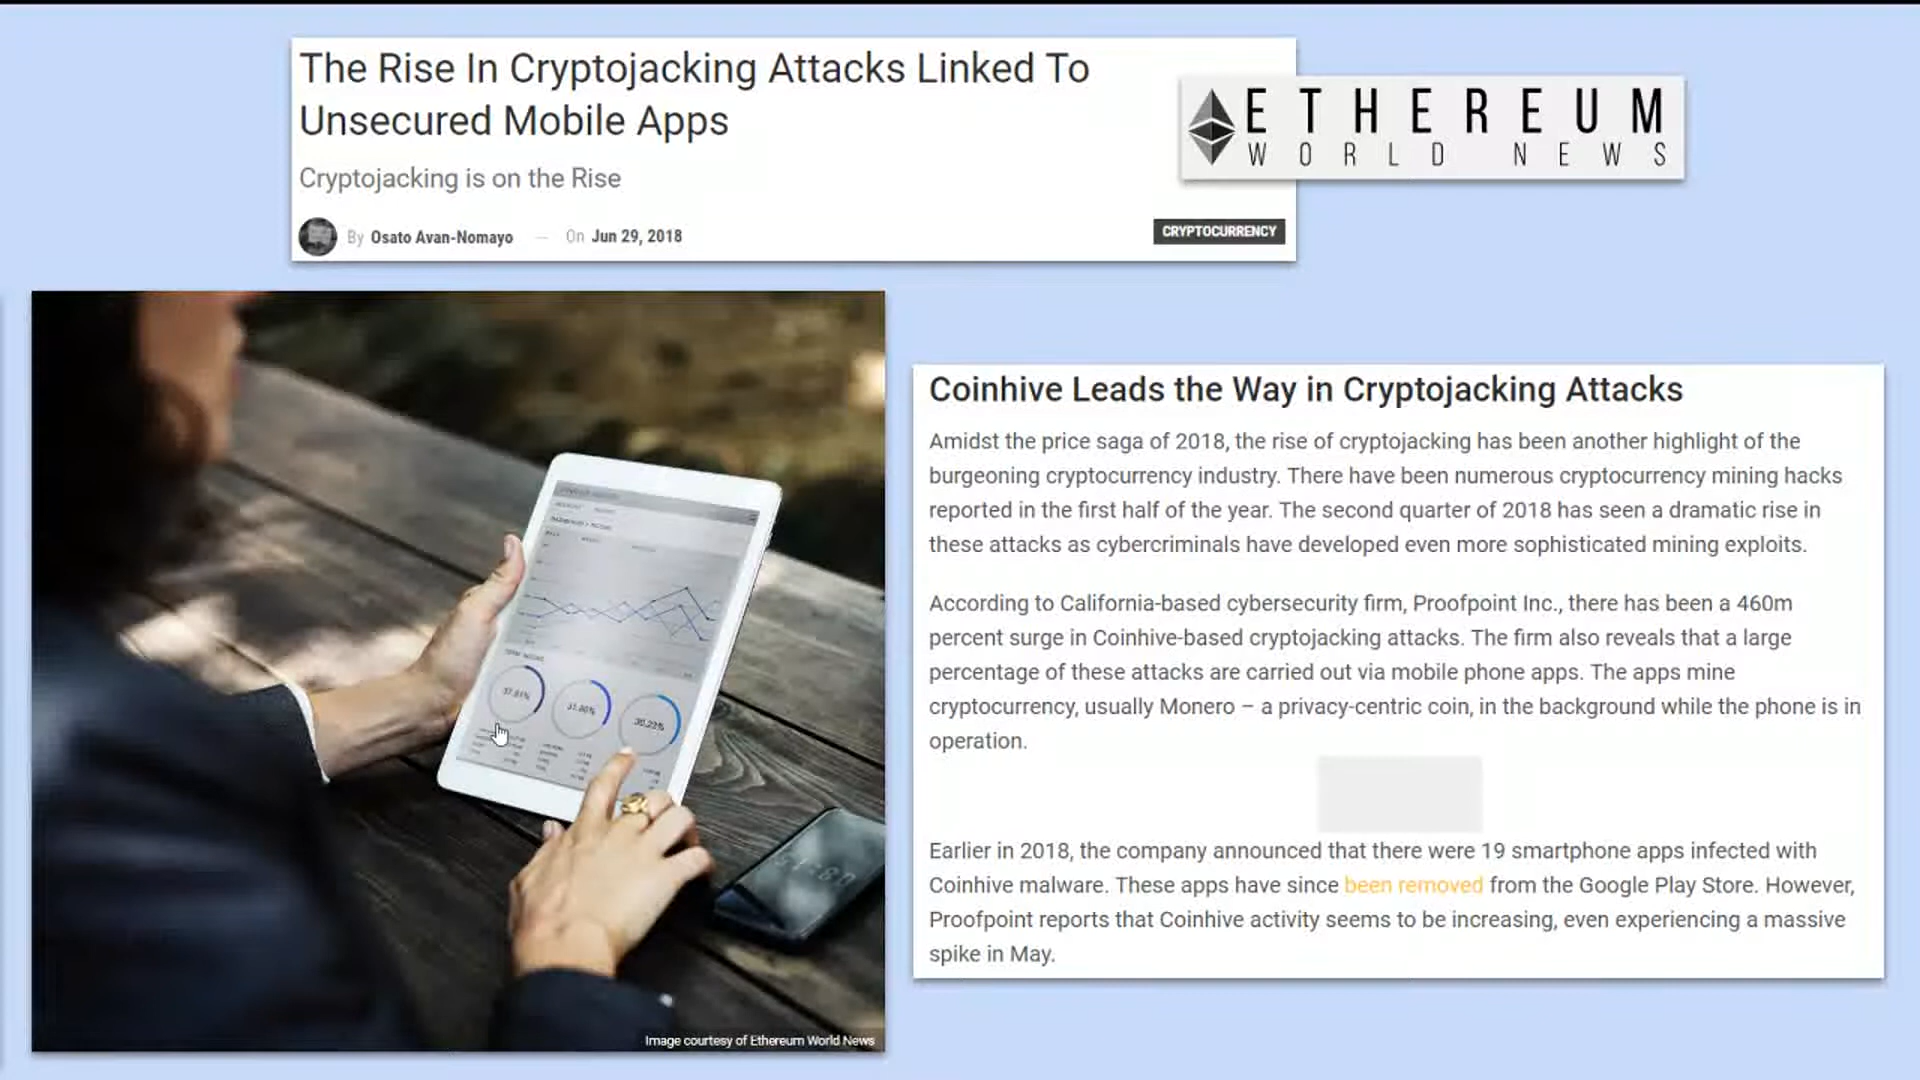 The Rise In Cryptojacking Attacks Linked To
Unsecured Mobile Apps
Cryptojacking is on the Rise
By Osato Avan-Nomayo — On Jun 29, 2018
CRYPTOCURRENCY
ETHEREUM
WORLD NEWS
37.61%
30.23%
Image courtesy of Ethereum World News
Coinhive Leads the Way in Cryptojacking Attacks
Amidst the price saga of 2018, the rise of cryptojacking has been another highlight of the
burgeoning cryptocurrency industry. There have been numerous cryptocurrency mining hacks
reported in the first half of the year. The second quarter of 2018 has seen a dramatic rise in
these attacks as cybercriminals have developed even more sophisticated mining exploits.
According to California-based cybersecurity firm, Proofpoint Inc., there has been a 460m
percent surge in Coinhive-based cryptojacking attacks. The firm also reveals that a large
percentage of these attacks are carried out via mobile phone apps. The apps mine
cryptocurrency, usually Monero – a privacy-centric coin, in the background while the phone is in
operation.
Earlier in 2018, the company announced that there were 19 smartphone apps infected with
Coinhive malware. These apps have since been removed from the Google Play Store. However,
Proofpoint reports that Coinhive activity seems to be increasing, even experiencing a massive
spike in May.